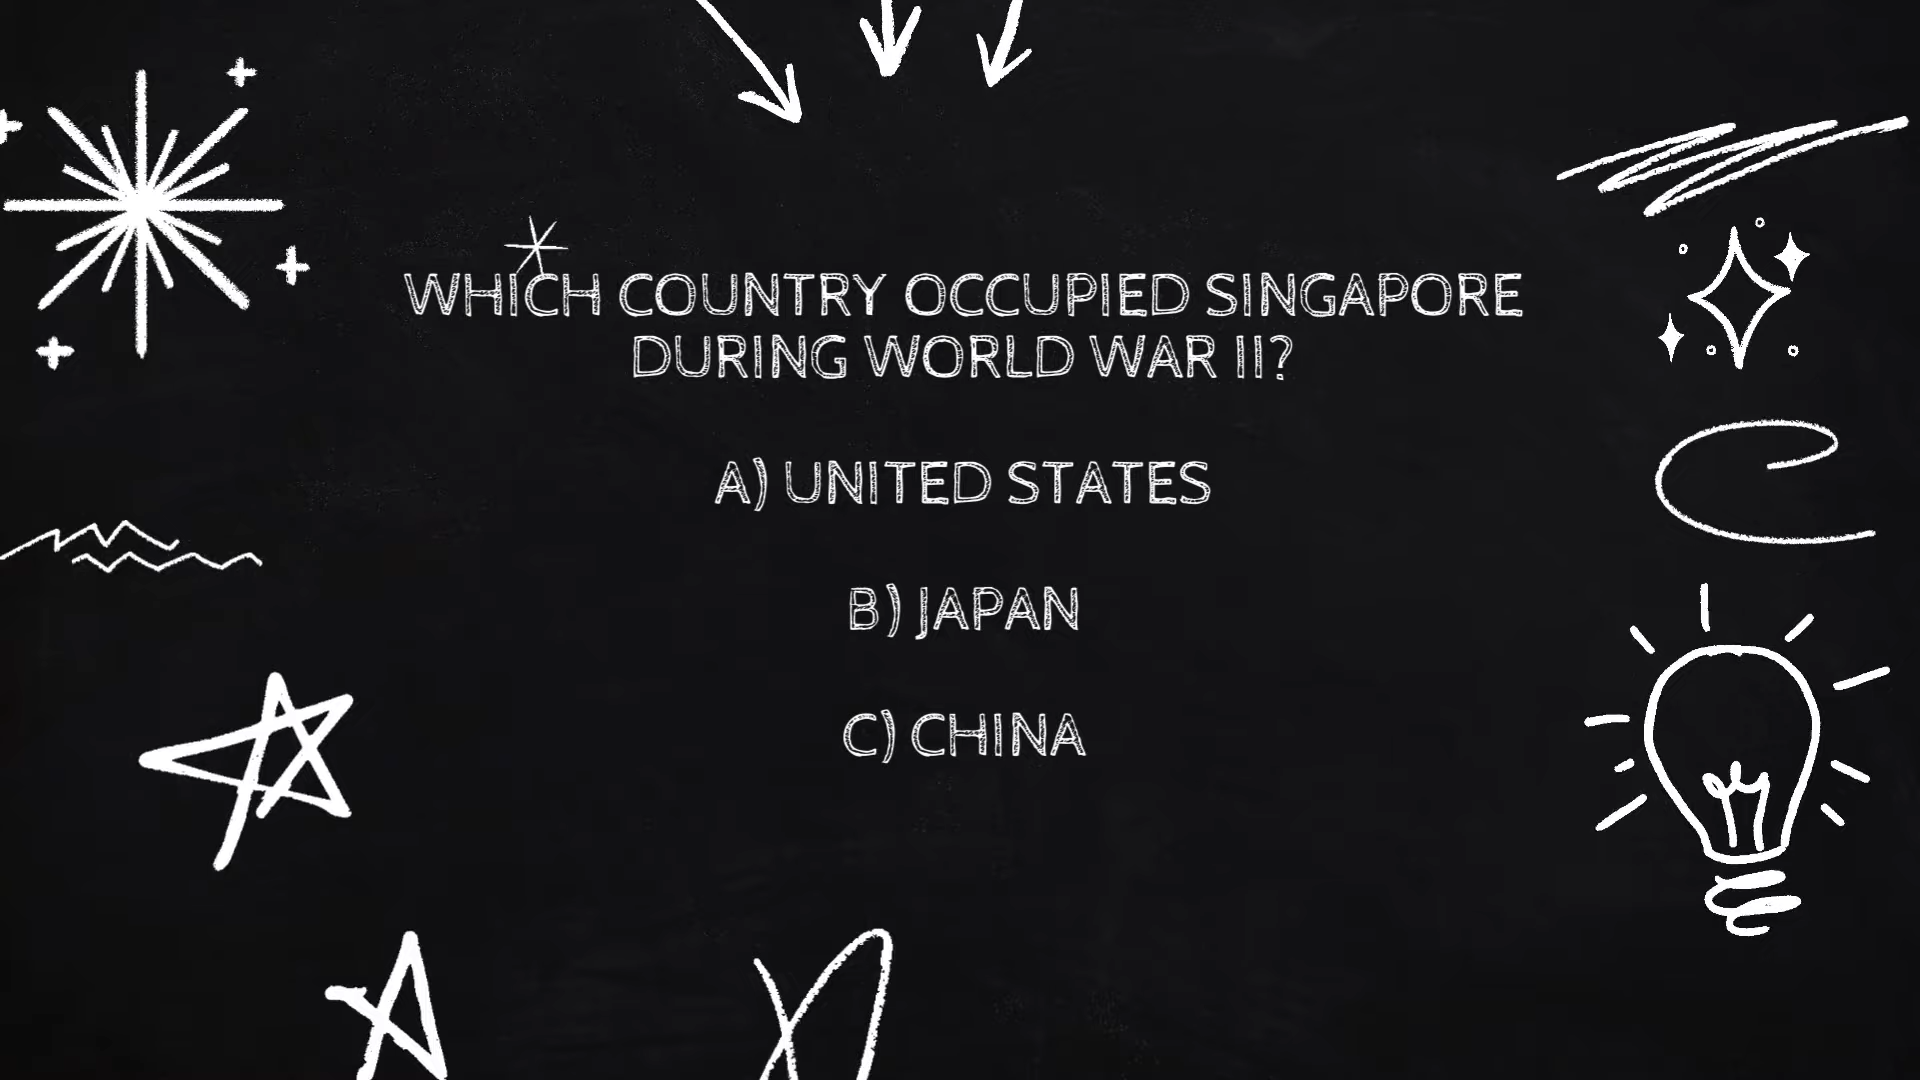 WHICH COUNTRY OCCUPIED SINGAPORE
DURING WORLD WAR II?
A) UNITED STATES
B) JAPAN
C) CHINA